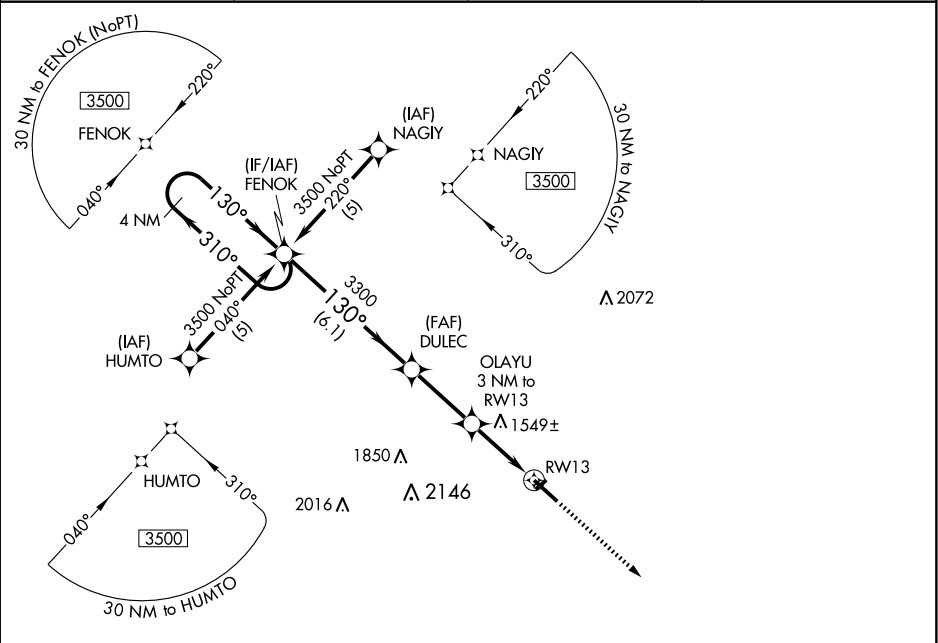 30 NM to FENOK (NoPT)
3500
220°
FENOK
040°
(IAF)
NAGIY
220°
NAGIY
3500
30 NM to NAGIY
310°
(IF/IAF)
FENOK
3500 NoPT
220°
(5)
130°
4 NM
310°
3500 NoPT
040°
(5)
(IAF)
HUMTO
3300
130°
(6.1)
(FAF)
DULEC
2072
OLAYU
3 NM to
RW13
1549±
1850
RW13
2016
2146
HUMTO
310°
040°
3500
30 NM to HUMTO